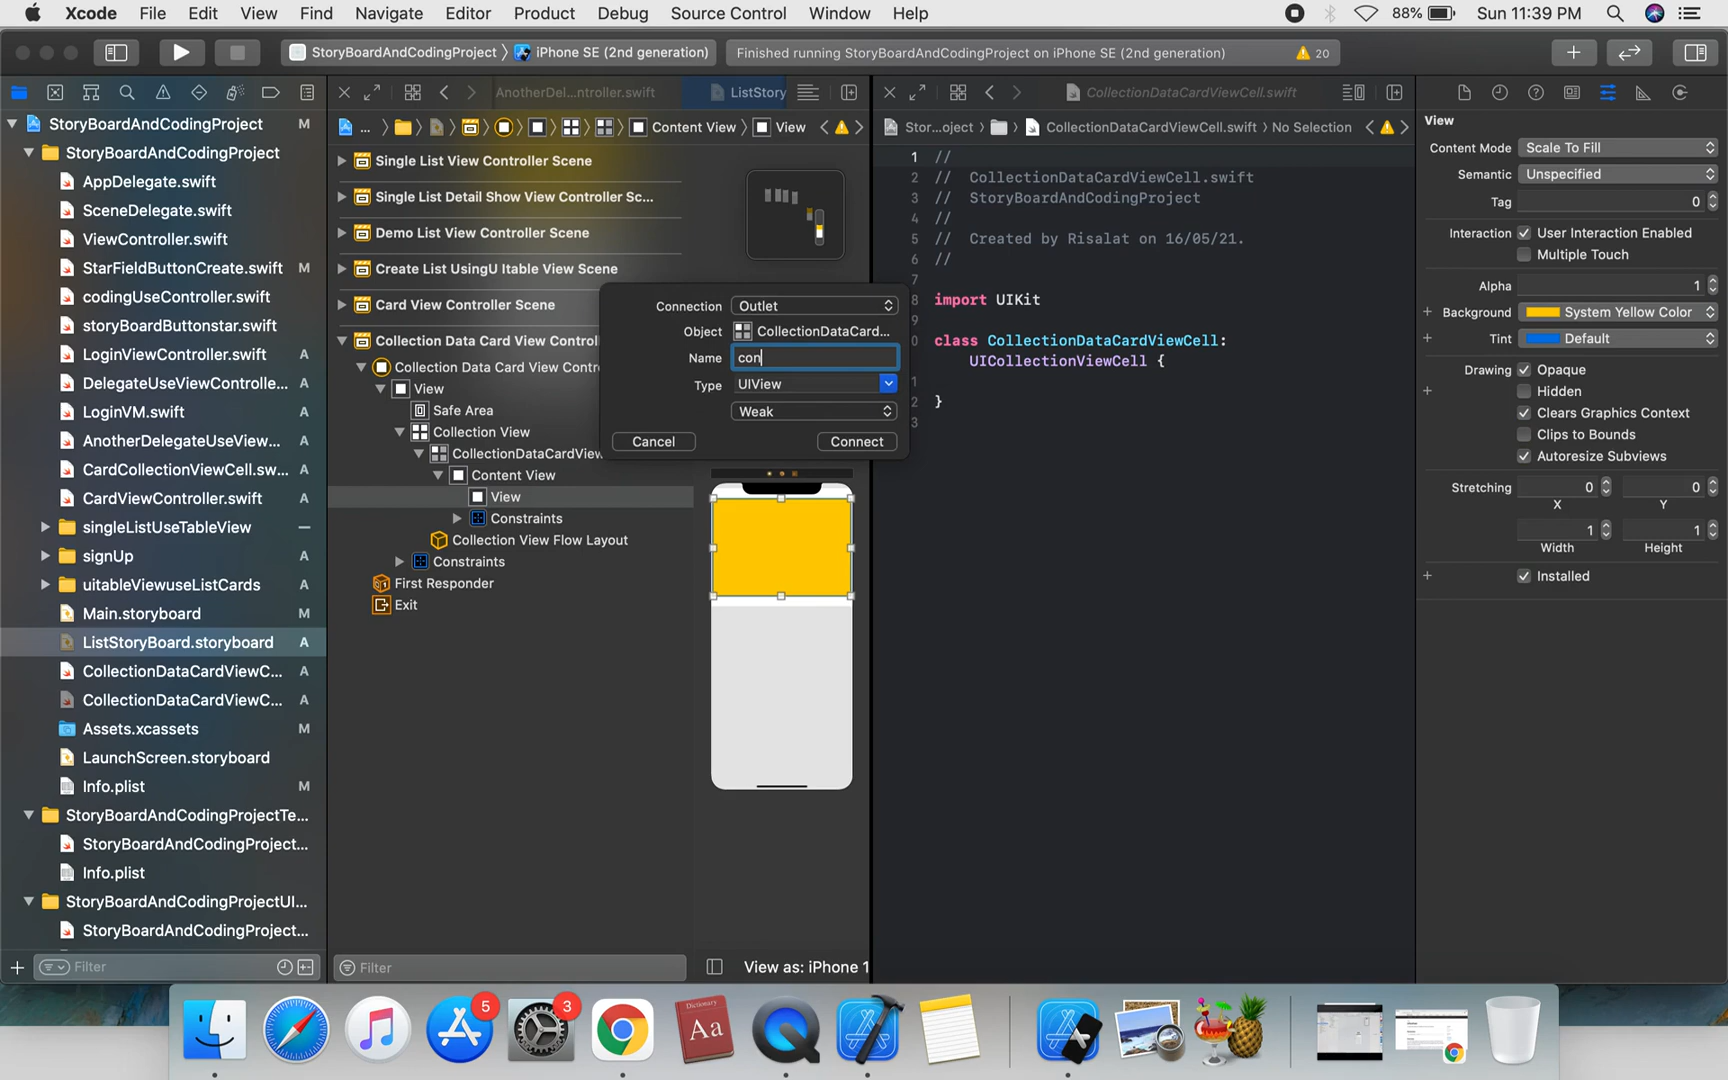 Xcode File Edit View Find Navigate Editor Product Debug Source Control Window Help 88% Sun 11:39 PM
StoryBoardAndCodingProject iPhone SE (2nd generation) Finished running StoryBoardAndCodingProject on iPhone SE (2nd generation) 20
AnotherDel...ntroller.swift ListStory CollectionDataCardViewCell.swift
... Content View View Stor...oject CollectionDataCardViewCell.swift No Selection
StoryBoardAndCodingProject M
StoryBoardAndCodingProject
AppDelegate.swift
SceneDelegate.swift
ViewController.swift
StarFieldButtonCreate.swift M
codingUseController.swift
storyBoardButtonstar.swift
LoginViewController.swift A
DelegateUseViewControlle... A
LoginVM.swift A
AnotherDelegateUseView... A
CardCollectionViewCell.sw... A
CardViewController.swift A
singleListUseTableView
signUp A
uitableViewuseListCards A
Main.storyboard M
ListStoryBoard.storyboard A
CollectionDataCardViewC... A
CollectionDataCardViewC... A
Assets.xcassets M
LaunchScreen.storyboard
Info.plist M
StoryBoardAndCodingProjectTe...
StoryBoardAndCodingProject...
Info.plist
StoryBoardAndCodingProjectUI...
StoryBoardAndCodingProject...
Filter
Single List View Controller Scene
Single List Detail Show View Controller Sc...
Demo List View Controller Scene
Create List UsingU Itable View Scene
Card View Controller Scene
Collection Data Card View Control
Collection Data Card View Contro
View
Safe Area
Collection View
CollectionDataCardView
Content View
View
Constraints
Collection View Flow Layout
Constraints
First Responder
Exit
Filter
View as: iPhone 1
Connection Outlet
Object CollectionDataCard...
Name con
Type UIView
Weak
Cancel Connect
1 //
2 // CollectionDataCardViewCell.swift
3 // StoryBoardAndCodingProject
4 //
5 // Created by Risalat on 16/05/21.
6 //
7
8 import UIKit
9
0 class CollectionDataCardViewCell:
UICollectionViewCell {
1
2 }
3
View
Content Mode Scale To Fill
Semantic Unspecified
Tag 0
Interaction User Interaction Enabled
Multiple Touch
Alpha 1
Background System Yellow Color
Tint Default
Drawing Opaque
Hidden
Clears Graphics Context
Clips to Bounds
Autoresize Subviews
Stretching 0 0
X Y
1 1
Width Height
Installed
5 3
Dictionary
Aa